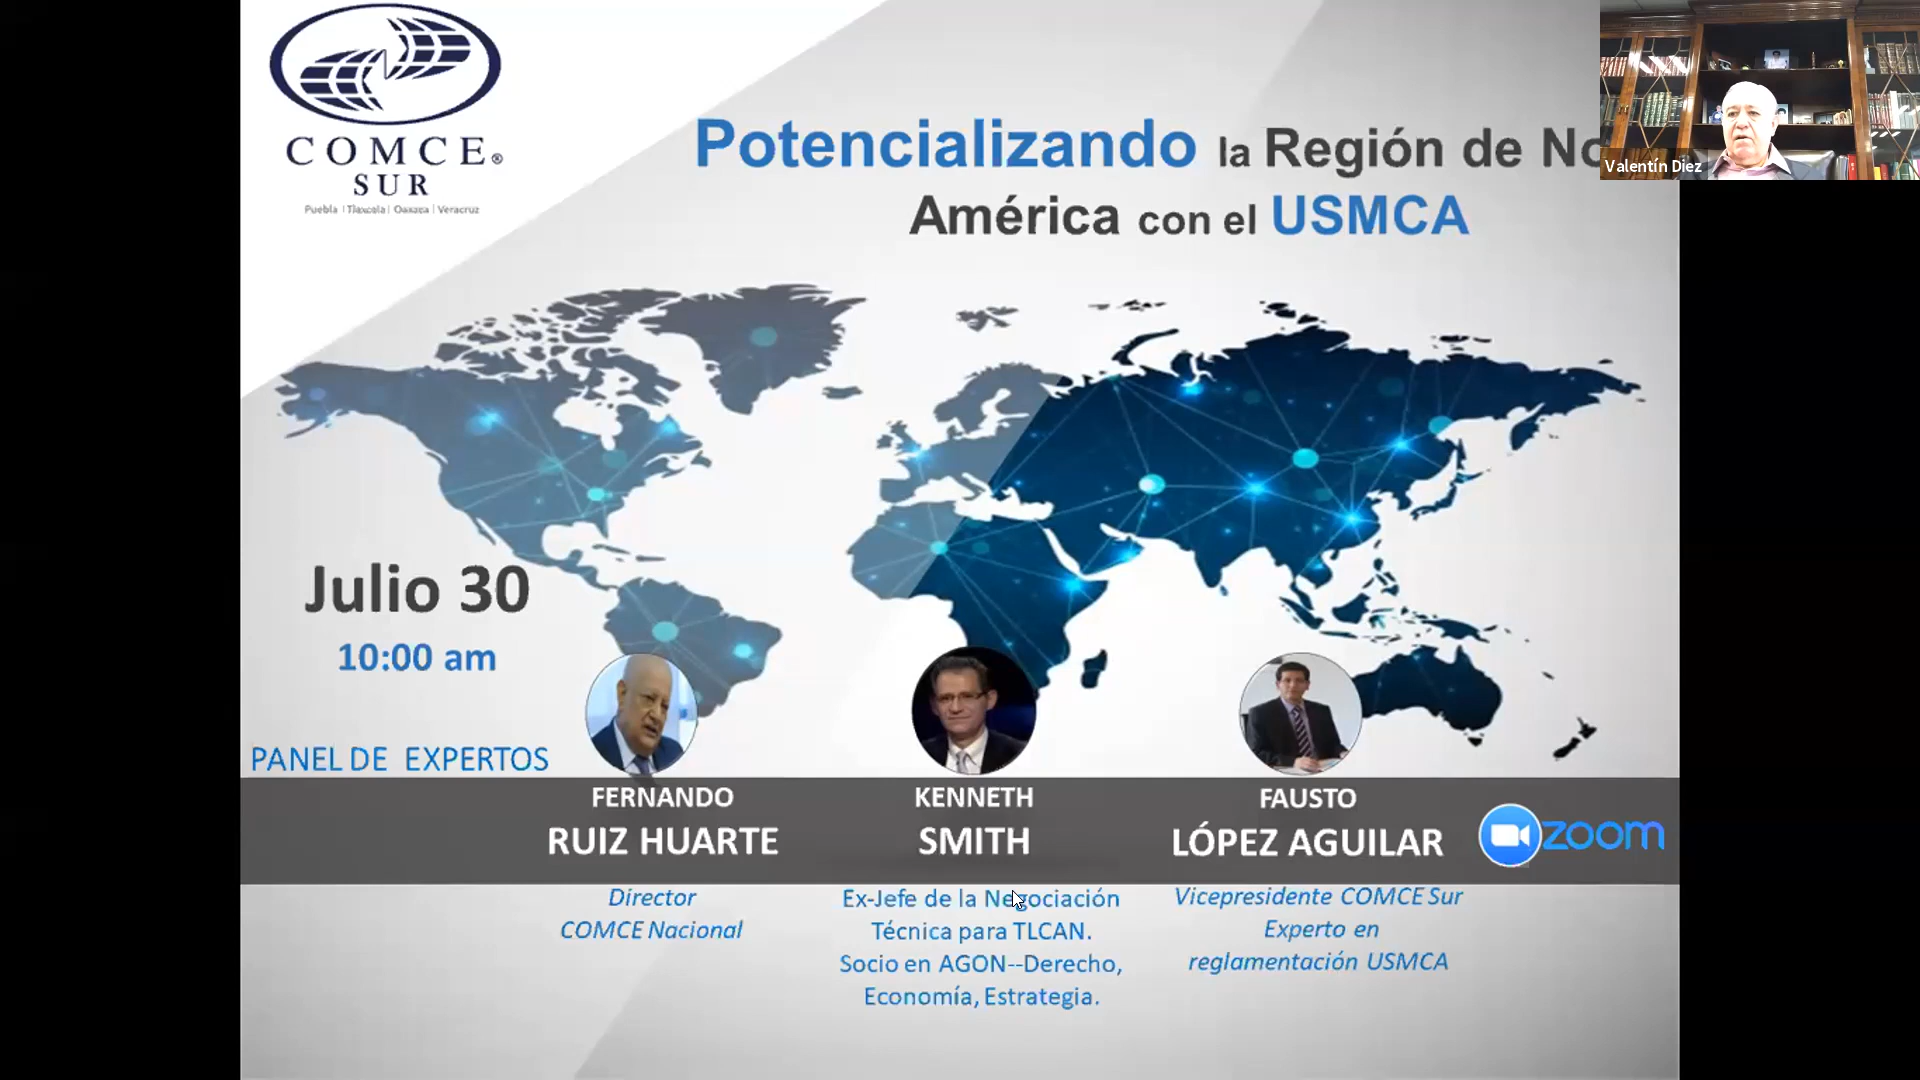 COMCE®
SUR
Puebla | Tlaxcala | Oaxaca | Veracruz
Potencializando la Región de No
América con el USMCA
Valentín Diez
Julio 30
10:00 am
PANEL DE EXPERTOS
FERNANDO
RUIZ HUARTE
Director
COMCE Nacional
KENNETH
SMITH
Ex-Jefe de la Negociación
Técnica para TLCAN.
Socio en AGON--Derecho,
Economía, Estrategia.
FAUSTO
LÓPEZ AGUILAR
Vicepresidente COMCE Sur
Experto en
reglamentación USMCA
zoom